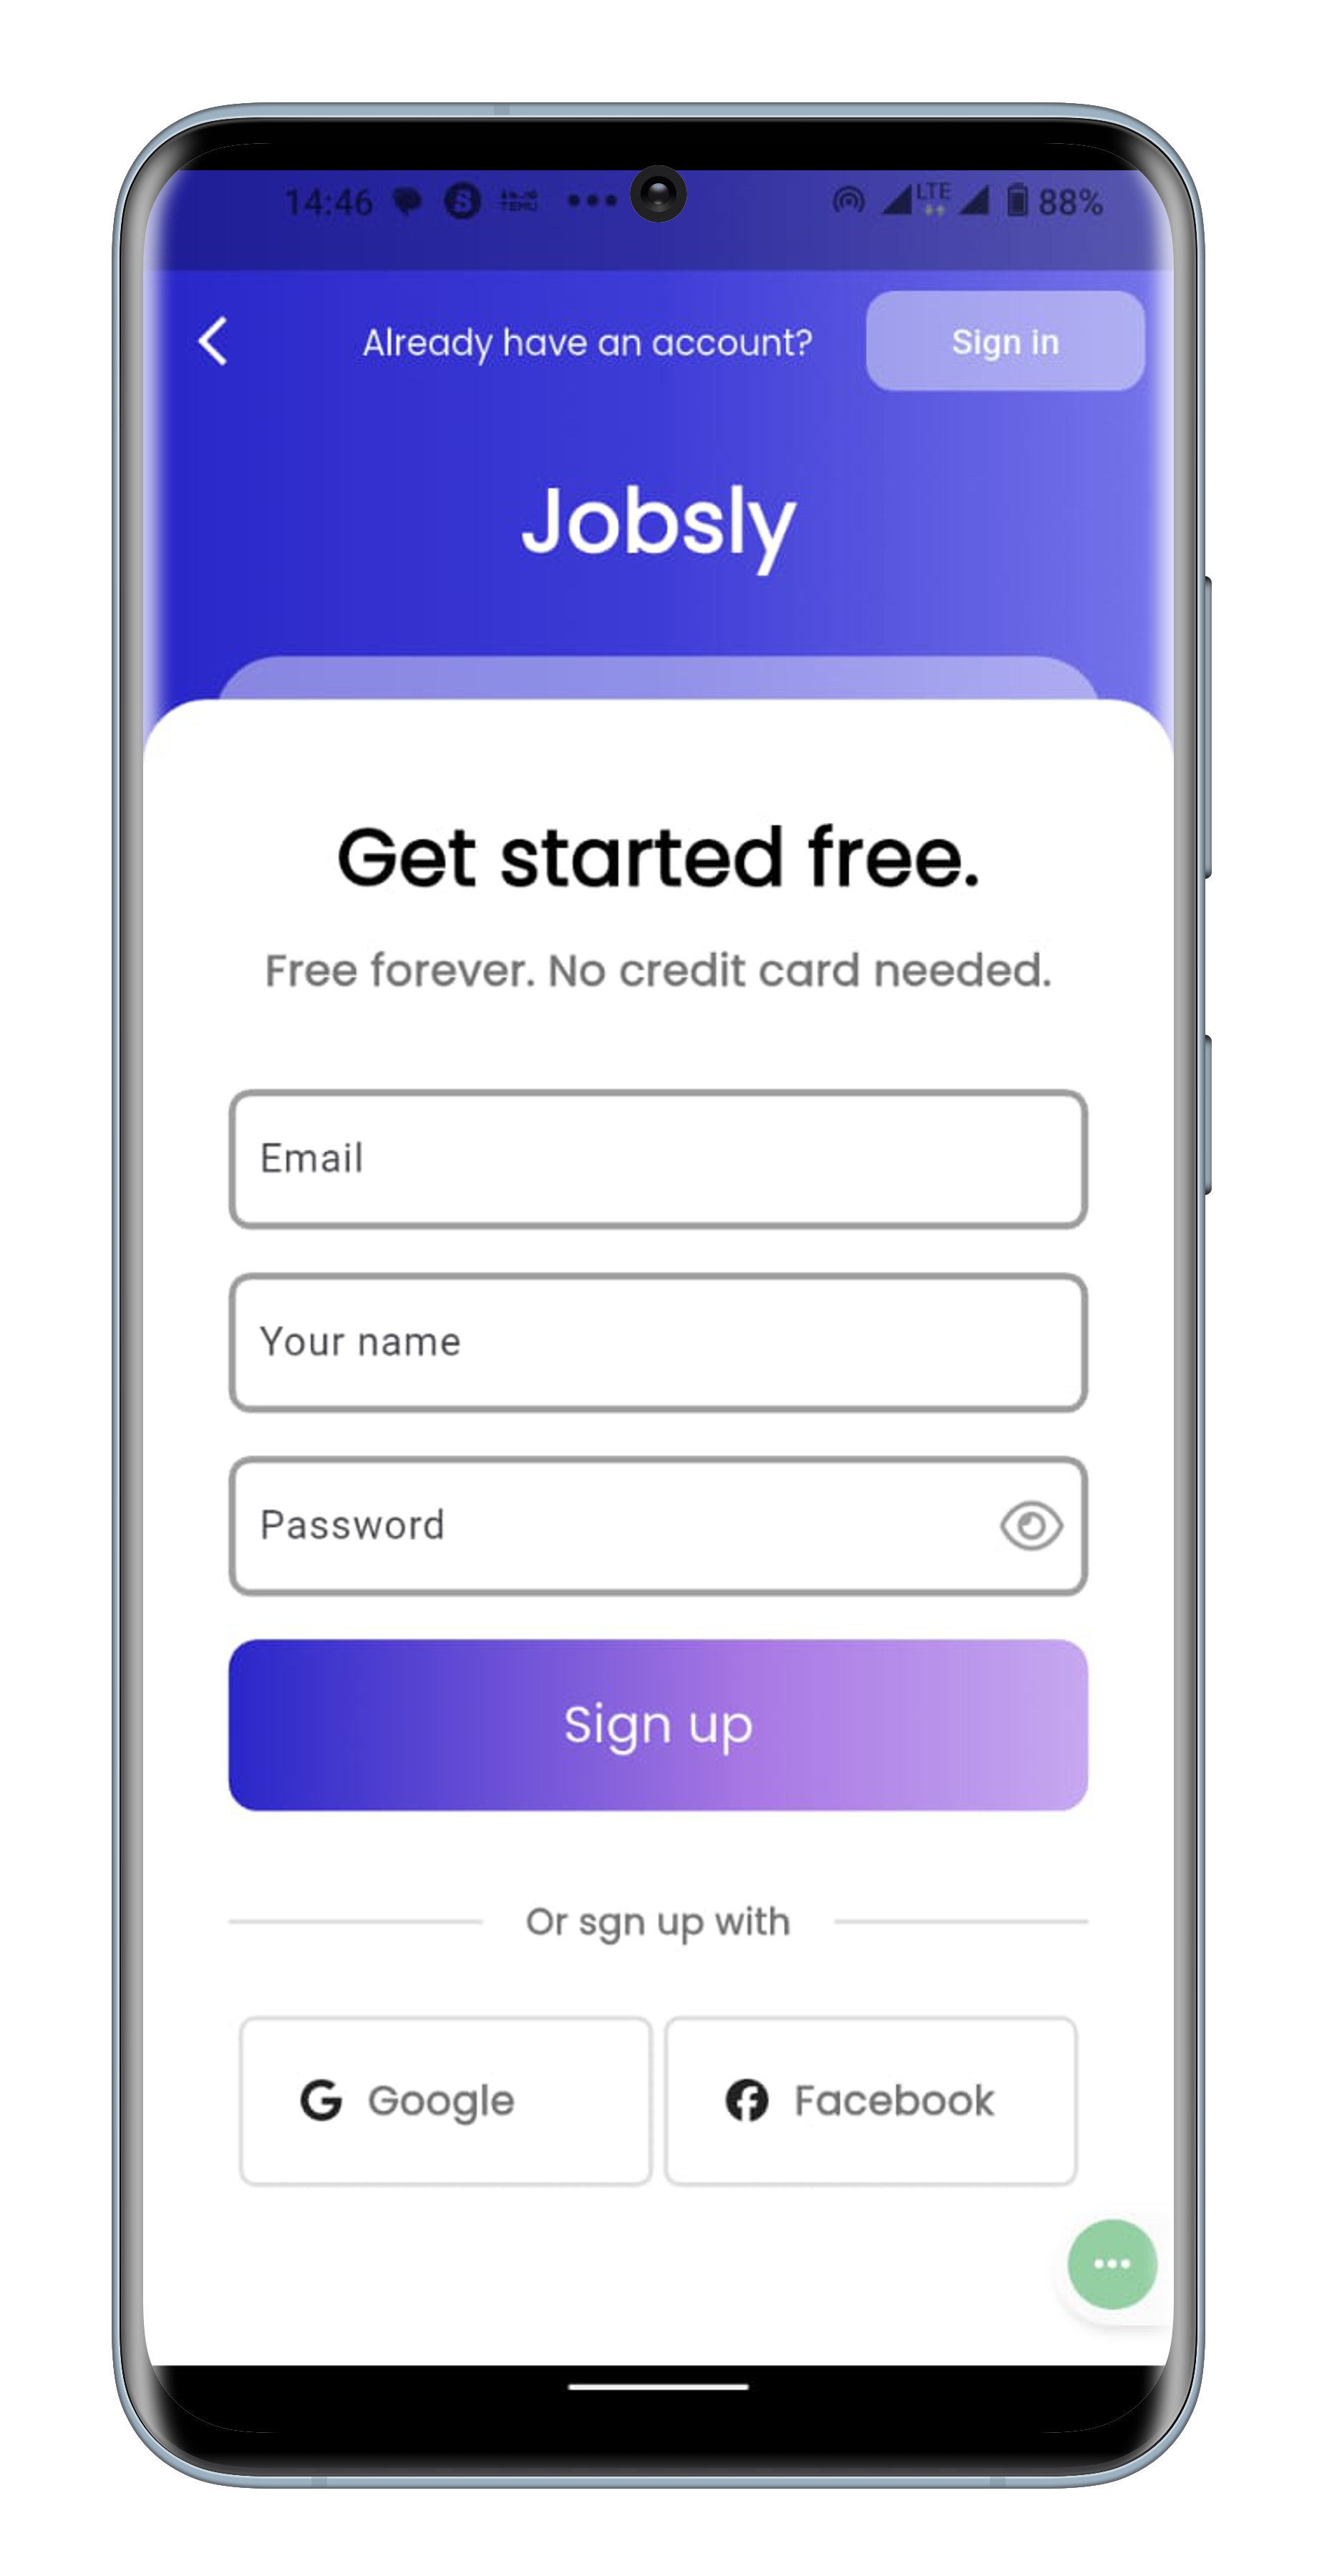 14:46 LTE 88%
Already have an account? Sign in
Jobsly
Get started free.
Free forever. No credit card needed.
Email
Your name
Password
Sign up
Or sgn up with
Google Facebook